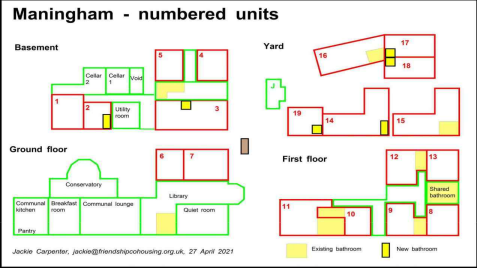 Maningham - numbered units
Basement
Yard
5
4
17
16
18
Cellar 2
Cellar 1
Void
J
1
2
Utility room
3
19
14
15
Ground floor
First floor
6
7
12
13
Conservatory
Library
Shared bathroom
Communal kitchen
Breakfast room
Communal lounge
Quiet room
11
10
9
8
Pantry
Existing bathroom
New bathroom
Jackie Carpenter, jackie@friendshipcohousing.org.uk, 27 April 2021